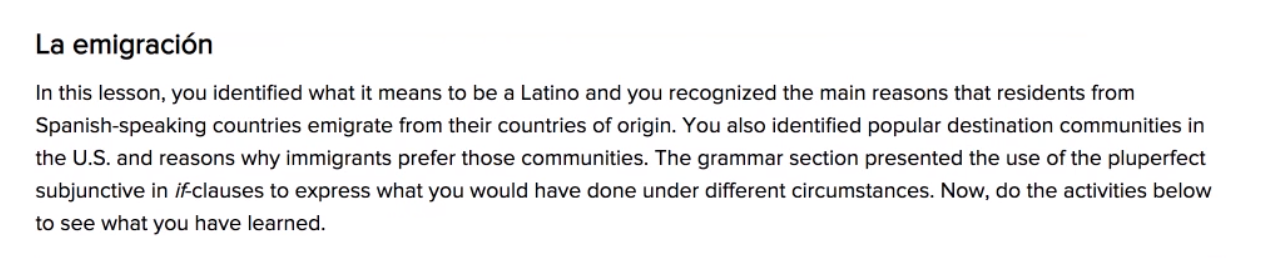 La emigración
In this lesson, you identified what it means to be a Latino and you recognized the main reasons that residents from
Spanish-speaking countries emigrate from their countries of origin. You also identified popular destination communities in
the U.S. and reasons why immigrants prefer those communities. The grammar section presented the use of the pluperfect
subjunctive in if-clauses to express what you would have done under different circumstances. Now, do the activities below
to see what you have learned.